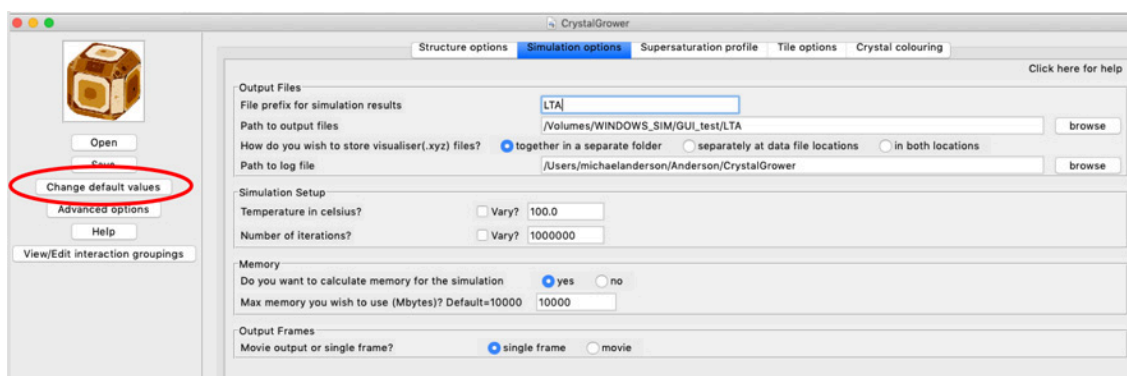 CrystalGrower
Structure options Simulation options Supersaturation profile Tile options Crystal colouring
Click here for help
Open
Save
Change default values
Advanced options
Help
View/Edit interaction groupings
Output Files
File prefix for simulation results LTA
Path to output files /Volumes/WINDOWS_SIM/GUI_test/LTA browse
How do you wish to store visualiser(.xyz) files? together in a separate folder separately at data file locations in both locations
Path to log file /Users/michaelanderson/Anderson/CrystalGrower browse
Simulation Setup
Temperature in celsius? Vary? 100.0
Number of iterations? Vary? 1000000
Memory
Do you want to calculate memory for the simulation yes no
Max memory you wish to use (Mbytes)? Default=10000 10000
Output Frames
Movie output or single frame? single frame movie